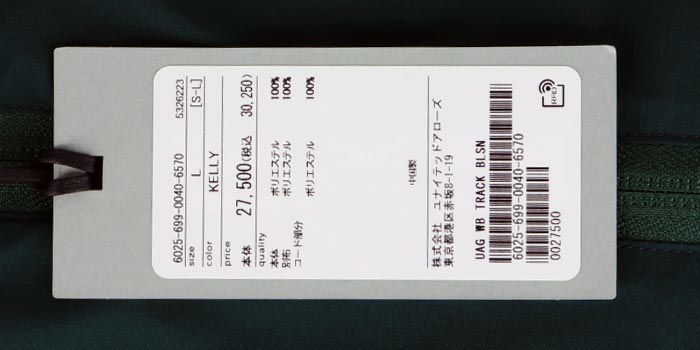 6025-699-0040-6570 5326223
size L [S-L]
color KELLY
price
本体 27,500(税込 30,250)
quality
本体 ポリエステル 100%
別布 ポリエステル 100%
コード部分
ポリエステル 100%
中国製
株式会社 ユナイテッドアローズ
東京都港区赤坂8-1-19
UAG WB TRACK BLSN
6025-699-0040-6570
0027500
RFID